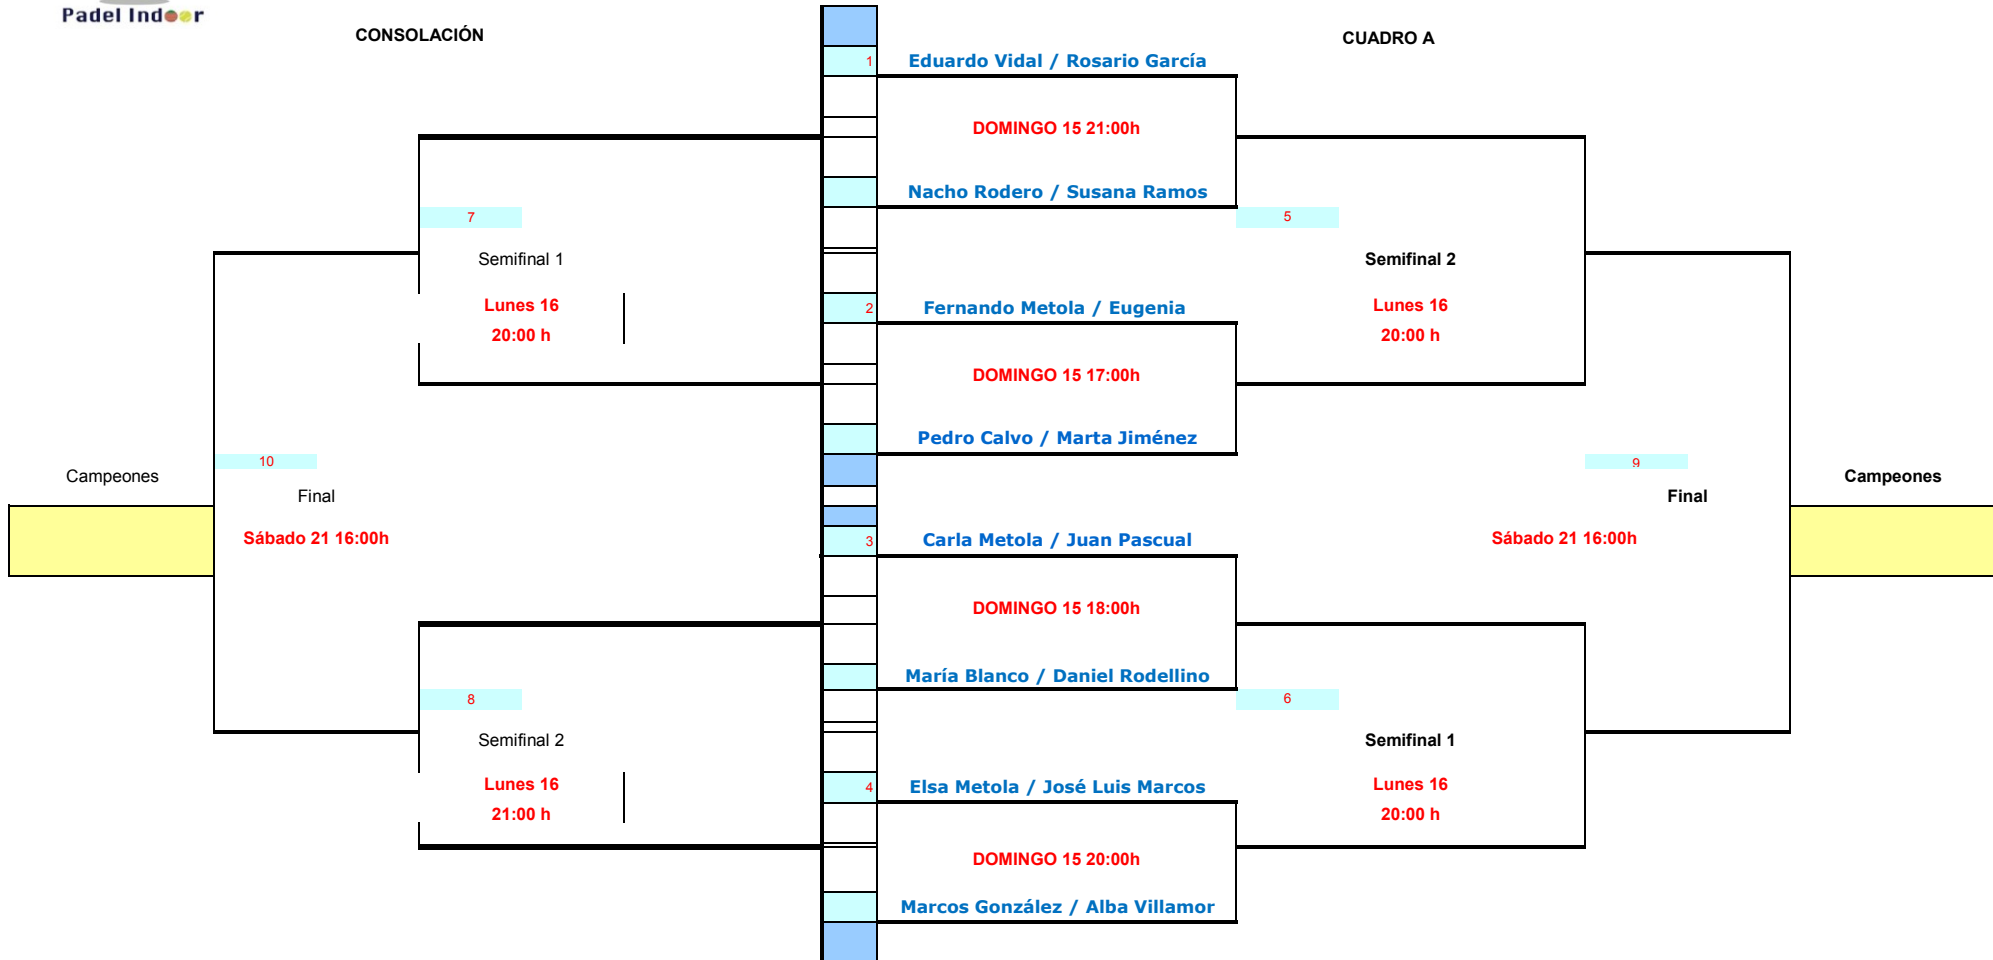 Padel Indoor
CONSOLACIÓN
CUADRO A
1
Eduardo Vidal / Rosario García
DOMINGO 15 21:00h
Nacho Rodero / Susana Ramos
7
5
Semifinal 1
Semifinal 2
Lunes 16
2
Fernando Metola / Eugenia
Lunes 16
20:00 h
20:00 h
DOMINGO 15 17:00h
Pedro Calvo / Marta Jiménez
10
9
Campeones
Campeones
Final
Final
Sábado 21 16:00h
3
Carla Metola / Juan Pascual
Sábado 21 16:00h
DOMINGO 15 18:00h
María Blanco / Daniel Rodellino
8
6
Semifinal 2
Semifinal 1
Lunes 16
4
Elsa Metola / José Luis Marcos
Lunes 16
21:00 h
20:00 h
DOMINGO 15 20:00h
Marcos González / Alba Villamor